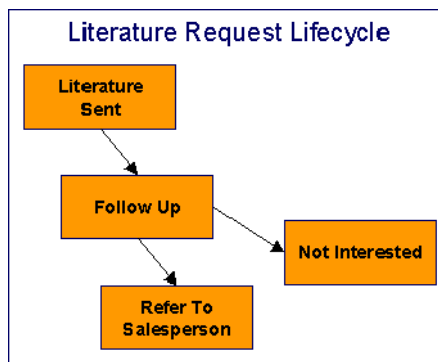 Literature Request Lifecycle
Literature
Sent
Follow Up
Not Interested
Refer To
Salesperson